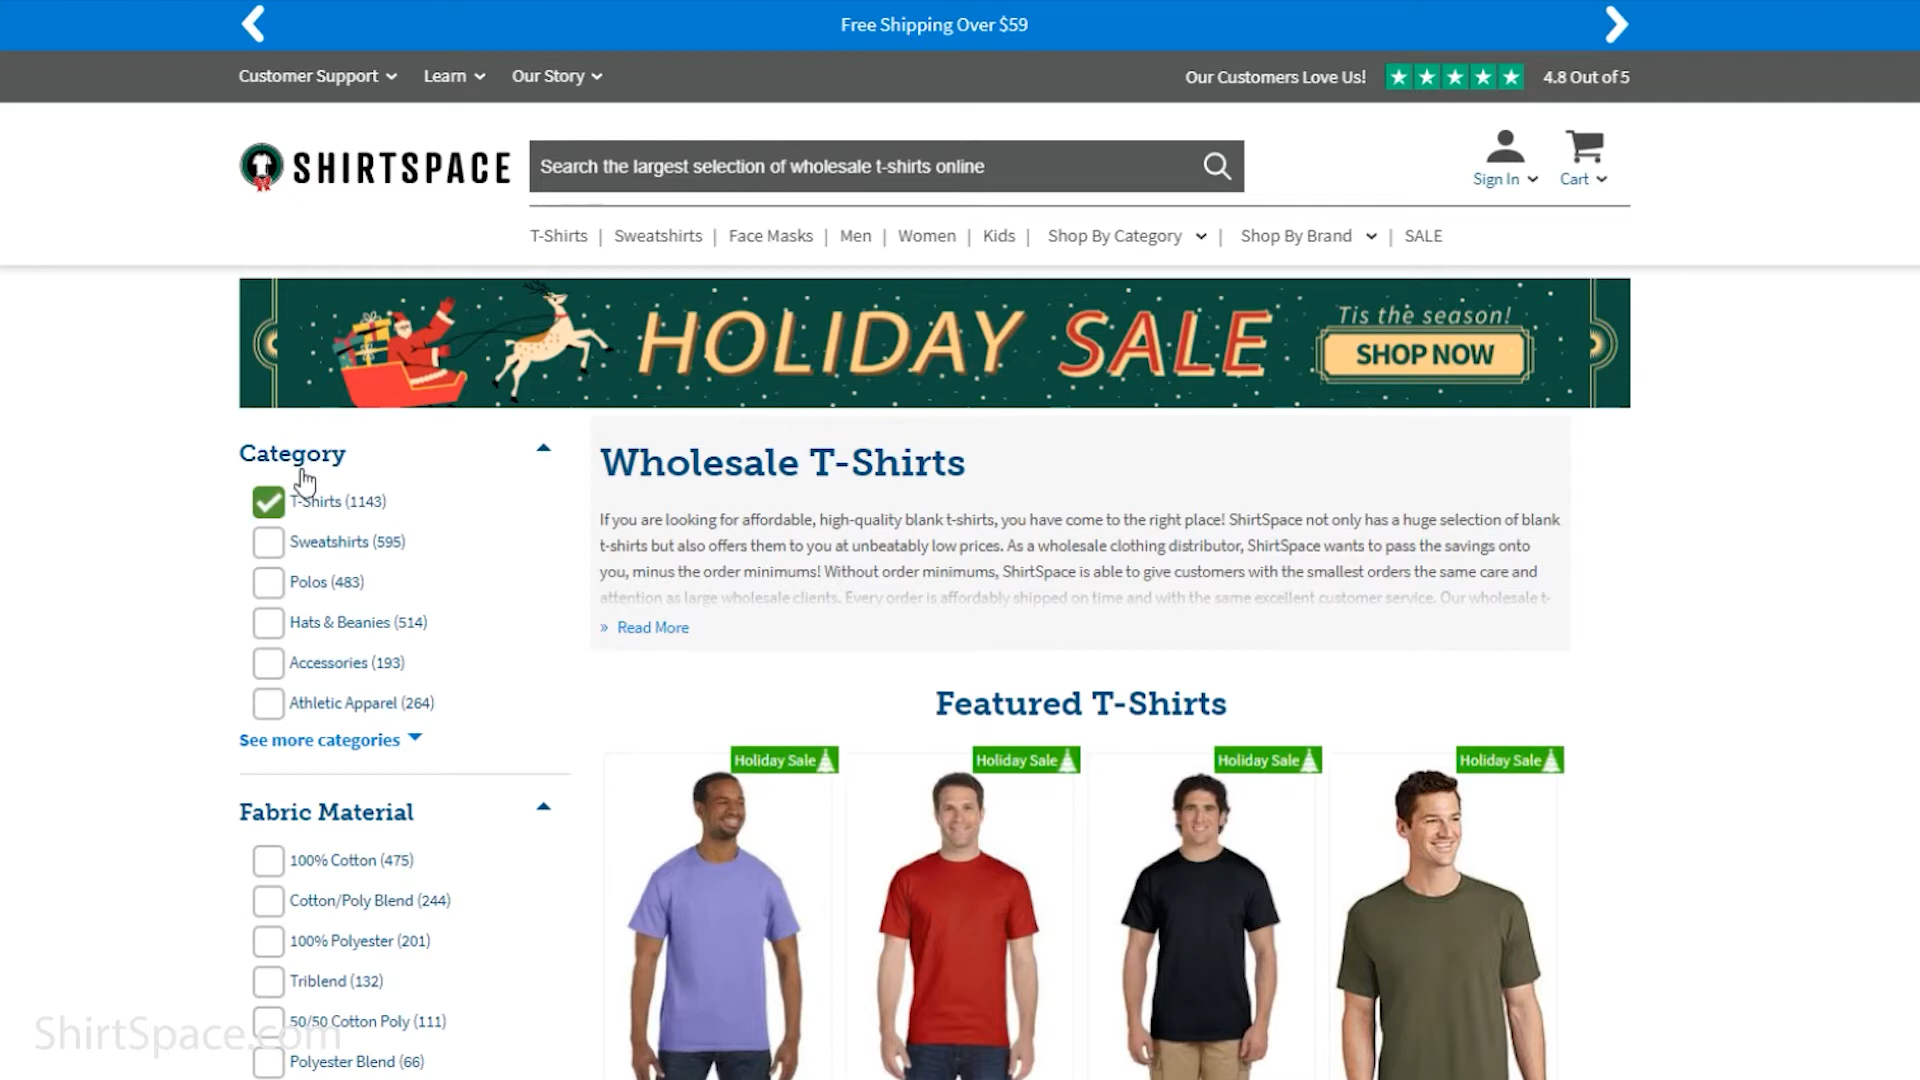 Free Shipping Over $59
Customer Support
Learn
Our Story
Our Customers Love Us!
4.8 Out of 5
SHIRTSPACE
Search the largest selection of wholesale t-shirts online
Sign In
Cart
T-Shirts | Sweatshirts | Face Masks | Men | Women | Kids | Shop By Category | Shop By Brand | SALE
HOLIDAY SALE
Tis the season!
SHOP NOW
Category
T-Shirts (1143)
Sweatshirts (595)
Polos (483)
Hats & Beanies (514)
Accessories (193)
Athletic Apparel (264)
See more categories
Fabric Material
100% Cotton (475)
Cotton/Poly Blend (244)
100% Polyester (201)
Triblend (132)
50/50 Cotton Poly (111)
Polyester Blend (66)
Wholesale T-Shirts
If you are looking for affordable, high-quality blank t-shirts, you have come to the right place! ShirtSpace not only has a huge selection of blank
t-shirts but also offers them to you at unbeatably low prices. As a wholesale clothing distributor, ShirtSpace wants to pass the savings onto
you, minus the order minimums! Without order minimums, ShirtSpace is able to give customers with the smallest orders the same care and
attention as large wholesale clients. Every order is affordably shipped on time and with the same excellent customer service. Our wholesale t-
» Read More
Featured T-Shirts
Holiday Sale
Holiday Sale
Holiday Sale
Holiday Sale
ShirtSpace.com